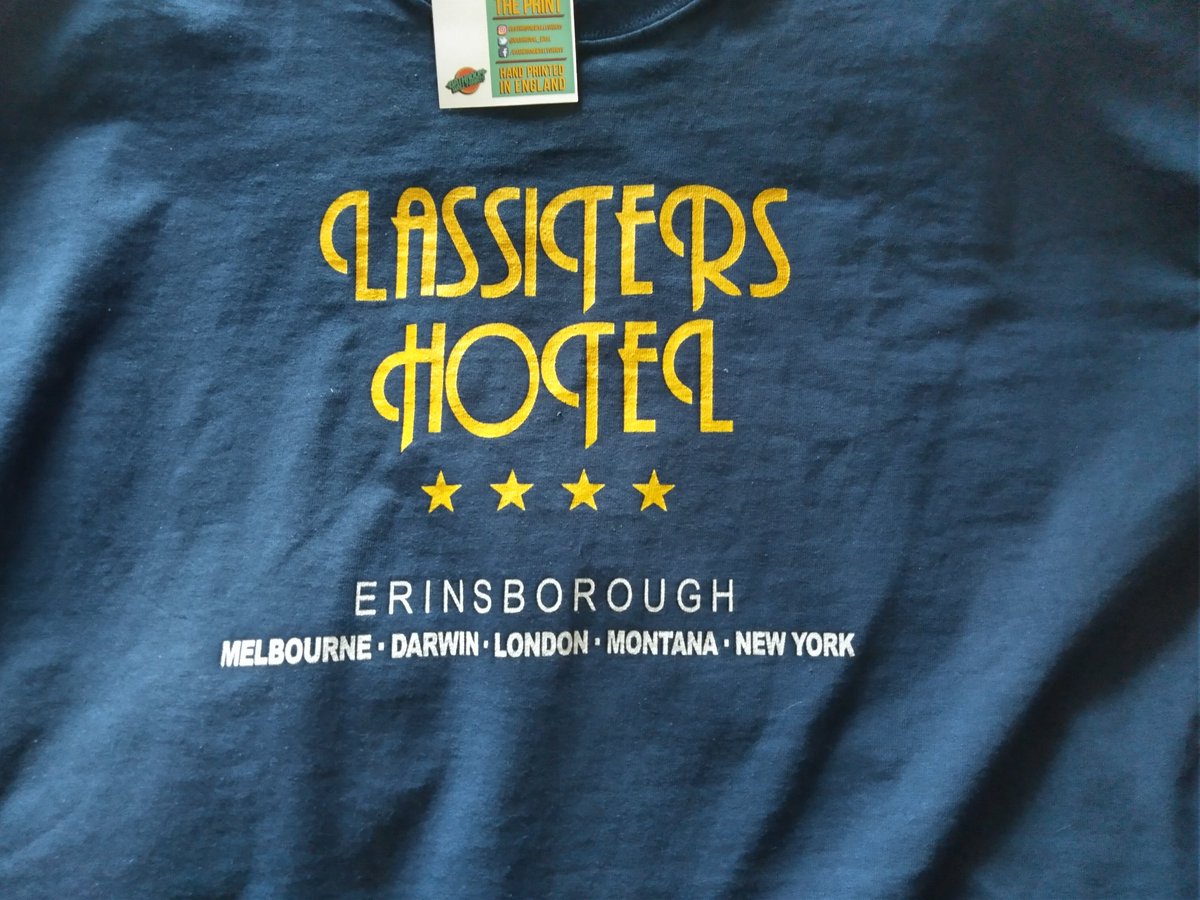 THE PRINT
HAND PRINTED
IN ENGLAND
LASSITERS
HOTEL
ERINSBOROUGH
MELBOURNE · DARWIN · LONDON · MONTANA · NEW YORK